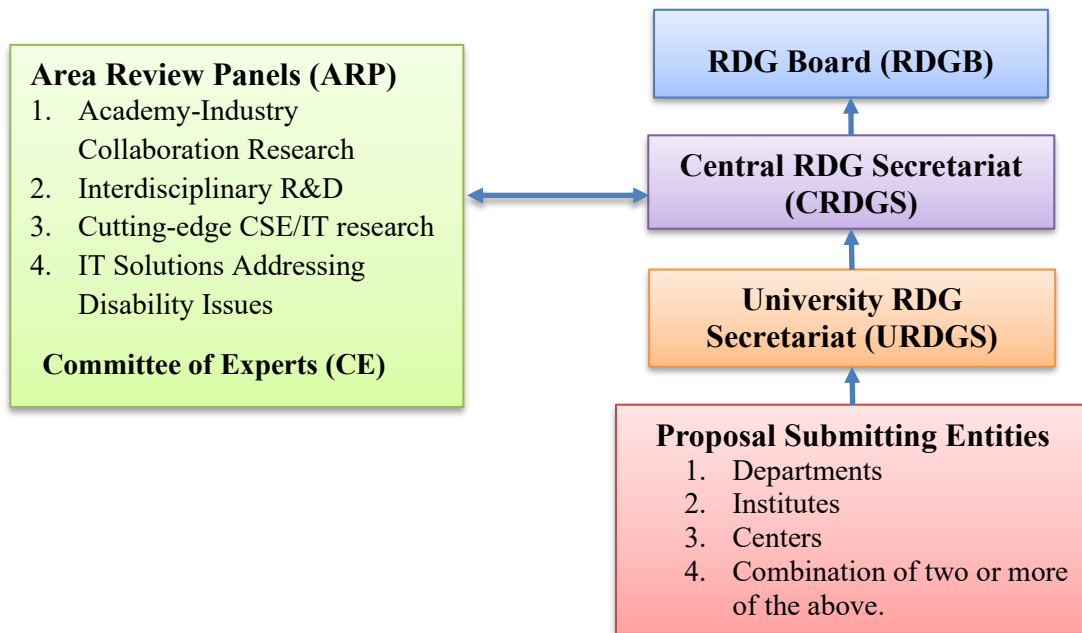 Area Review Panels (ARP)
1. Academy-Industry
Collaboration Research
2. Interdisciplinary R&D
3. Cutting-edge CSE/IT research
4. IT Solutions Addressing
Disability Issues
Committee of Experts (CE)
RDG Board (RDGB)
Central RDG Secretariat
(CRDGS)
University RDG
Secretariat (URDGS)
Proposal Submitting Entities
1. Departments
2. Institutes
3. Centers
4. Combination of two or more
of the above.